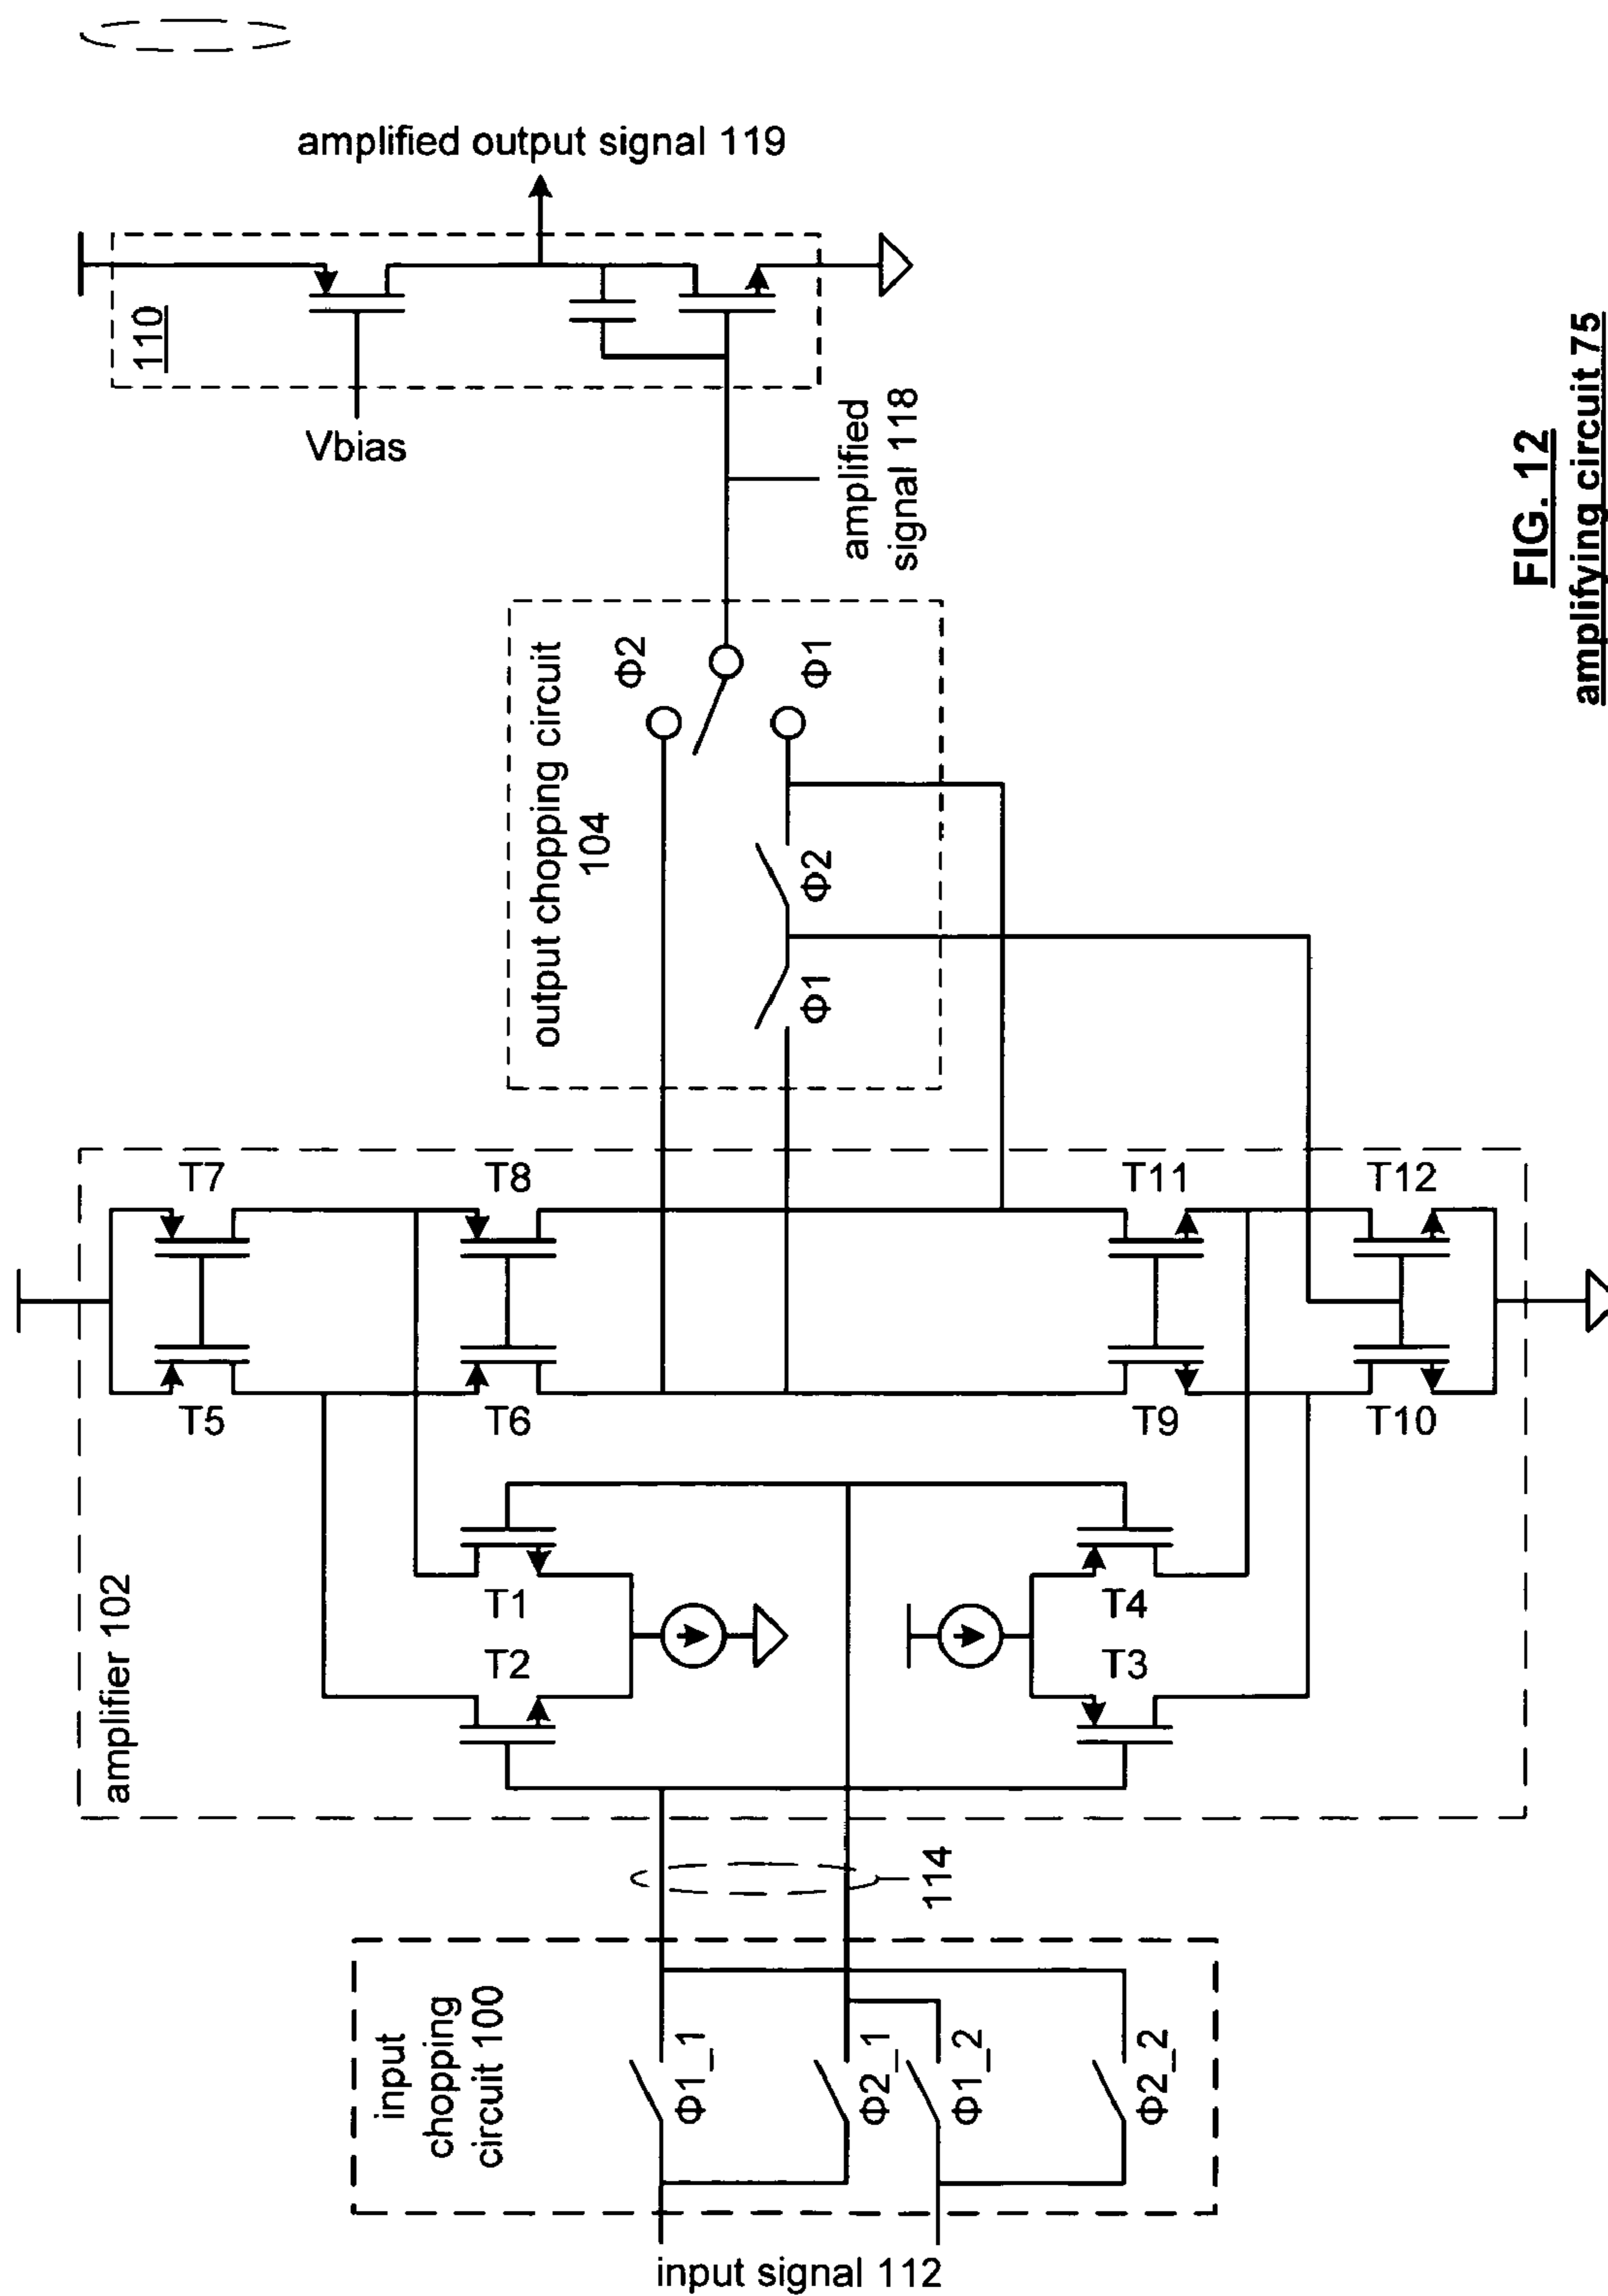 input signal 112
input
chopping
circuit 100
Φ1_1
Φ2_1
Φ1_2
Φ2_2
114
amplifier 102
T2
T1
T3
T4
T5
T7
T6
T8
T9
T11
T10
T12
output chopping circuit
104
Φ1
Φ2
Φ2
Φ1
amplified
signal 118
Vbias
110
amplified output signal 119
FIG. 12
amplifying circuit 75